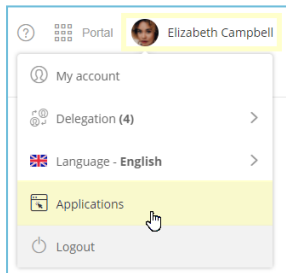 ? Portal Elizabeth Campbell
My account
Delegation (4)
Language - English
Applications
Logout